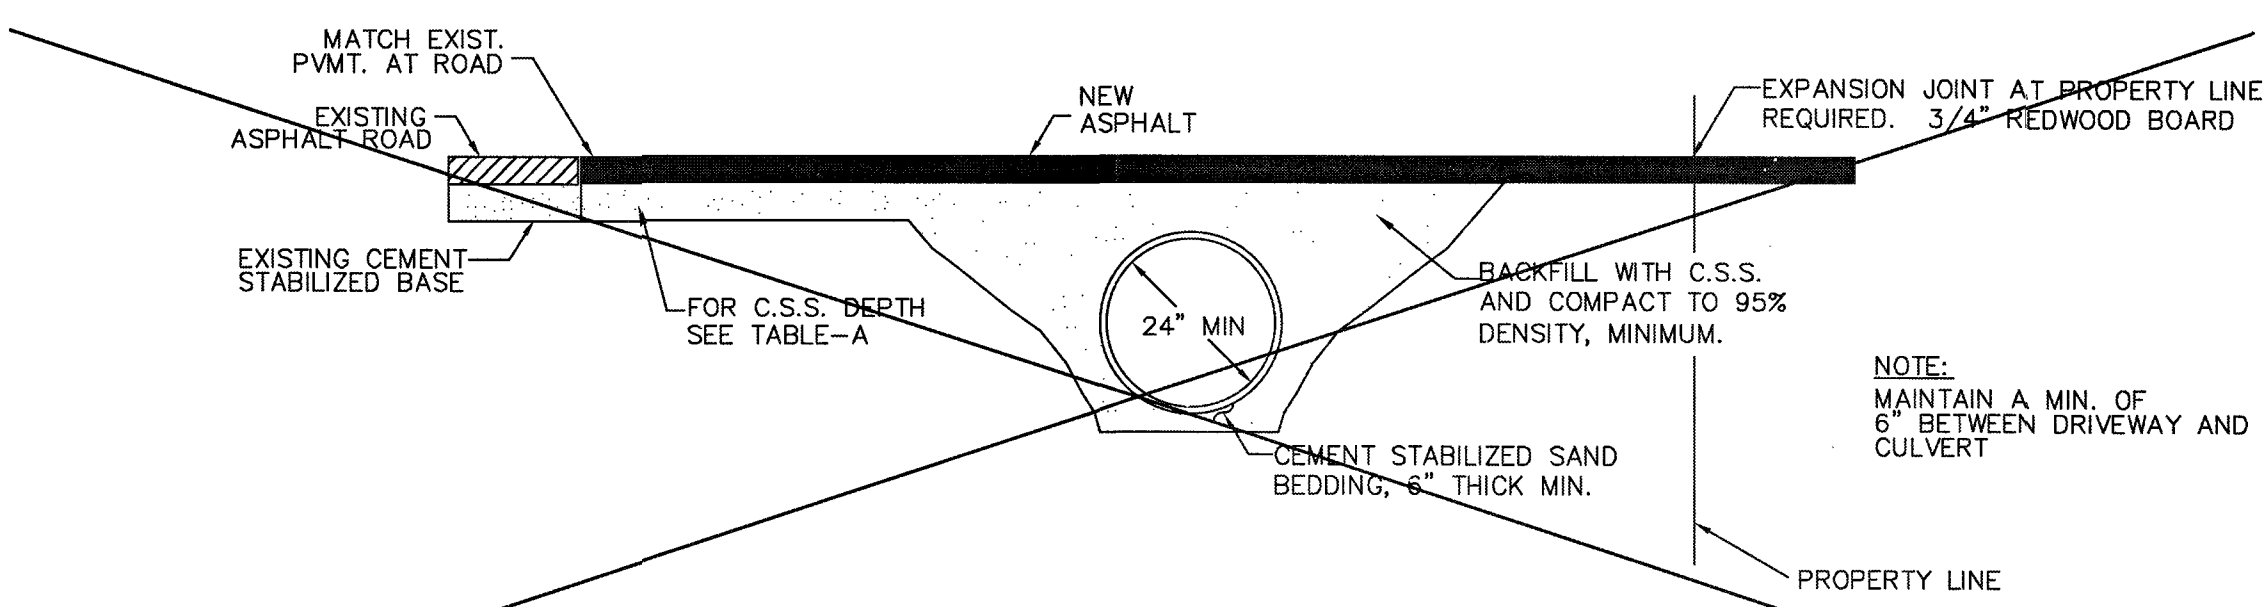 MATCH EXIST.
PVMT. AT ROAD
EXISTING
ASPHALT ROAD
NEW
ASPHALT
EXPANSION JOINT AT PROPERTY LINE
REQUIRED. 3/4" REDWOOD BOARD
EXISTING CEMENT
STABILIZED BASE
FOR C.S.S. DEPTH
SEE TABLE-A
24" MIN
BACKFILL WITH C.S.S.
AND COMPACT TO 95%
DENSITY, MINIMUM.
NOTE:
MAINTAIN A MIN. OF
6" BETWEEN DRIVEWAY AND
CULVERT
CEMENT STABILIZED SAND
BEDDING, 6" THICK MIN.
PROPERTY LINE